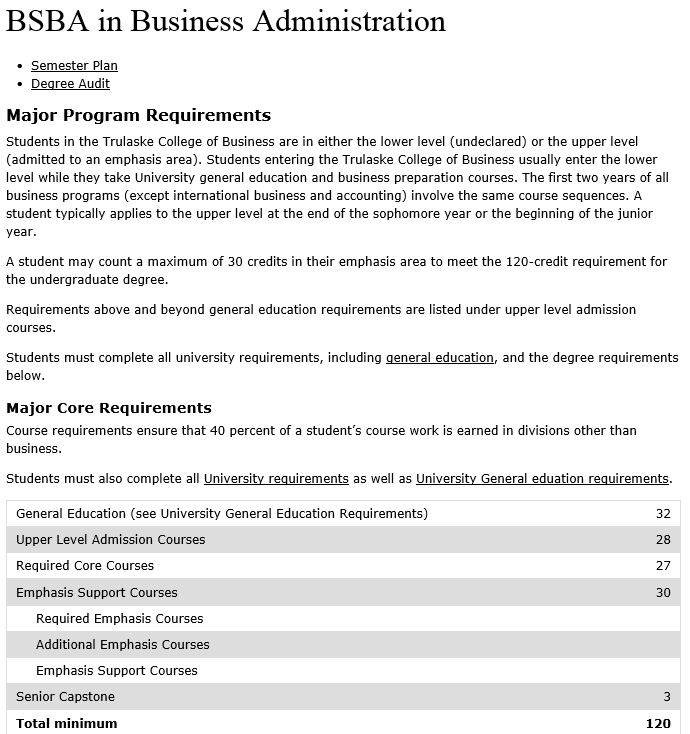 BSBA in Business Administration
• Semester Plan
• Degree Audit
Major Program Requirements
Students in the Trulaske College of Business are in either the lower level (undeclared) or the upper level
(admitted to an emphasis area). Students entering the Trulaske College of Business usually enter the lower
level while they take University general education and business preparation courses. The first two years of all
business programs (except international business and accounting) involve the same course sequences. A
student typically applies to the upper level at the end of the sophomore year or the beginning of the junior
year.
A student may count a maximum of 30 credits in their emphasis area to meet the 120-credit requirement for
the undergraduate degree.
Requirements above and beyond general education requirements are listed under upper level admission
courses.
Students must complete all university requirements, including general education, and the degree requirements
below.
Major Core Requirements
Course requirements ensure that 40 percent of a student’s course work is earned in divisions other than
business.
Students must also complete all University requirements as well as University General eduation requirements.
General Education (see University General Education Requirements) 32
Upper Level Admission Courses 28
Required Core Courses 27
Emphasis Support Courses 30
Required Emphasis Courses
Additional Emphasis Courses
Emphasis Support Courses
Senior Capstone 3
Total minimum 120